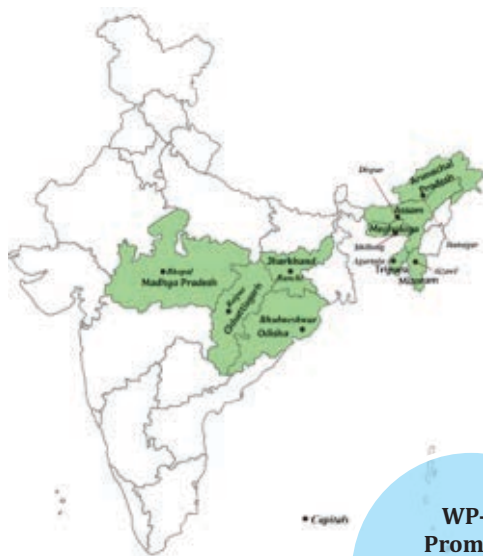 Dispur
Arunachal
Pradesh
Assam
Meghalaya
Shillong
Itanagar
Agartala
Tripura
Mizoram
Aizawl
Bhopal
Madhya Pradesh
Jharkhand
Ranchi
Raipur
Chhattisgarh
Bhubneshwar
Odisha
Capitals
WP-
Prom